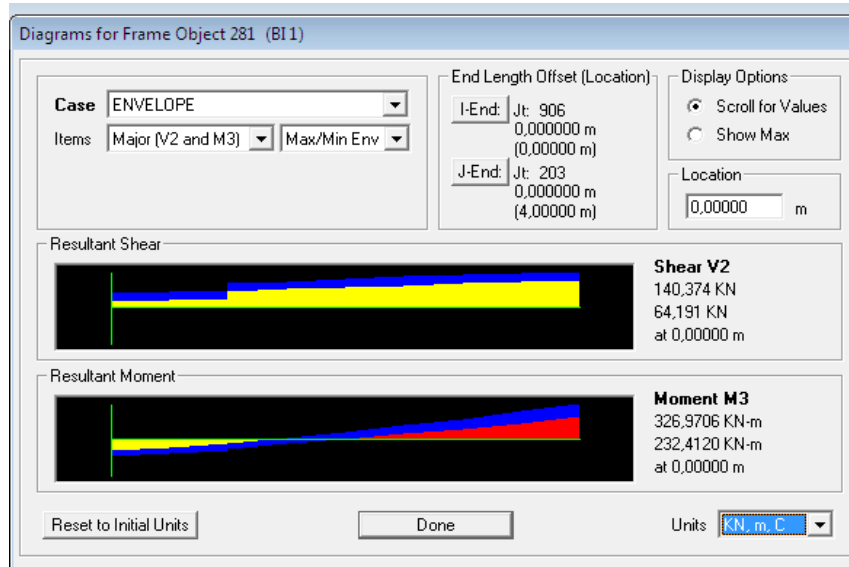 Diagrams for Frame Object 281 (BI 1)
Case ENVELOPE
Items Major (V2 and M3) Max/Min Env
End Length Offset (Location)
I-End: Jt: 906
0,000000 m
(0,00000 m)
J-End: Jt: 203
0,000000 m
(4,00000 m)
Display Options
Scroll for Values
Show Max
Location
0,00000 m
Resultant Shear
Shear V2
140,374 KN
64,191 KN
at 0,00000 m
Resultant Moment
Moment M3
326,9706 KN-m
232,4120 KN-m
at 0,00000 m
Reset to Initial Units
Done
Units KN, m, C